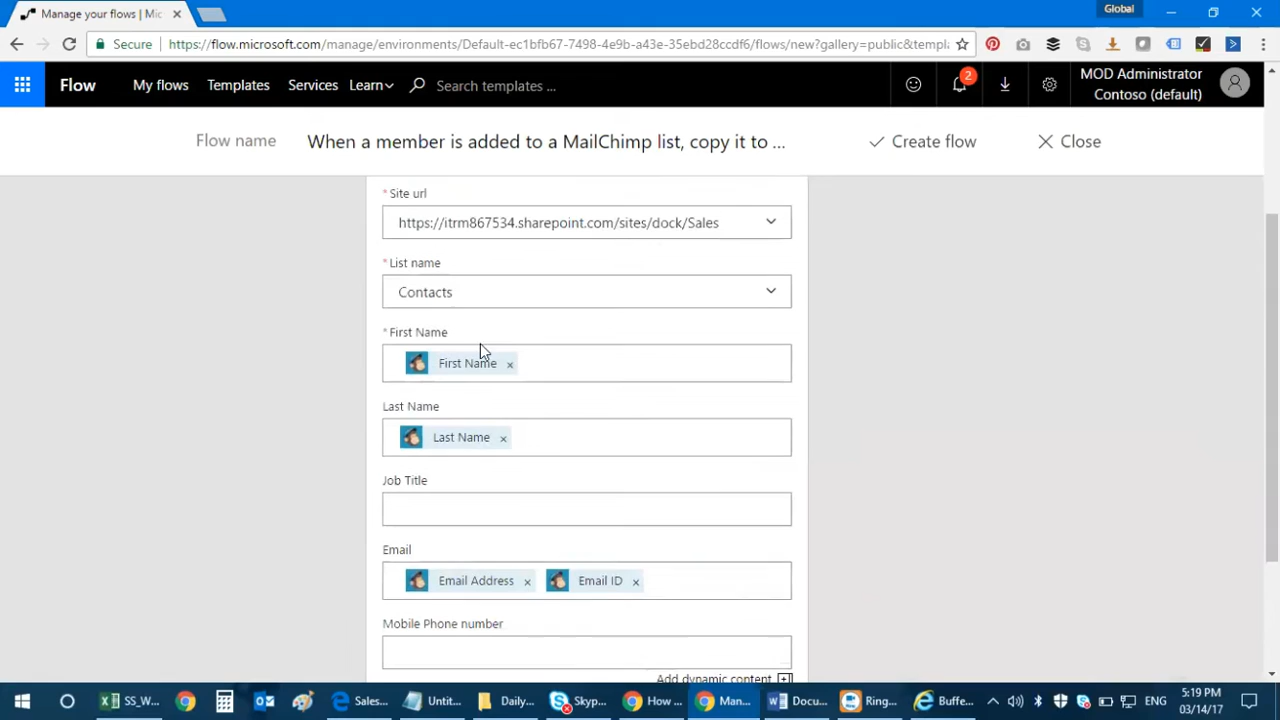 Manage your flows | Mic
Global
Secure
https://flow.microsoft.com/manage/environments/Default-ec1bfb67-7498-4e9b-a43e-35ebd28ccdf6/flows/new?gallery=public&templa
Flow
My flows
Templates
Services
Learn
Search templates ...
2
MOD Administrator
Contoso (default)
Flow name
When a member is added to a MailChimp list, copy it to ...
Create flow
Close
* Site url
https://itrm867534.sharepoint.com/sites/dock/Sales
* List name
Contacts
* First Name
First Name ×
Last Name
Last Name ×
Job Title
Email
Email Address × Email ID ×
Mobile Phone number
Add dynamic content
SS_W...
Sales...
Untit...
Daily...
Skyp...
How ...
Man...
Docu...
Ring...
Buffe...
ENG
5:19 PM
03/14/17